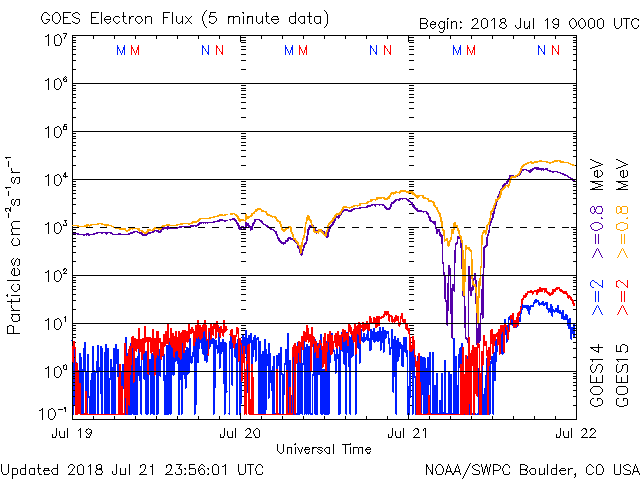 GOES Electron Flux (5 minute data)
Begin: 2018 Jul 19 0000 UTC
M M N N M M N N M M N N
10⁷
10⁶
10⁵
10⁴
10³
10²
10¹
10⁰
10⁻¹
Particles cm⁻²s⁻¹sr⁻¹
Jul 19 Jul 20 Jul 21 Jul 22
Universal Time
GOES14 >=2 >=0.8 MeV
GOES15 >=2 >=0.8 MeV
Updated 2018 Jul 21 23:56:01 UTC
NOAA/SWPC Boulder, CO USA